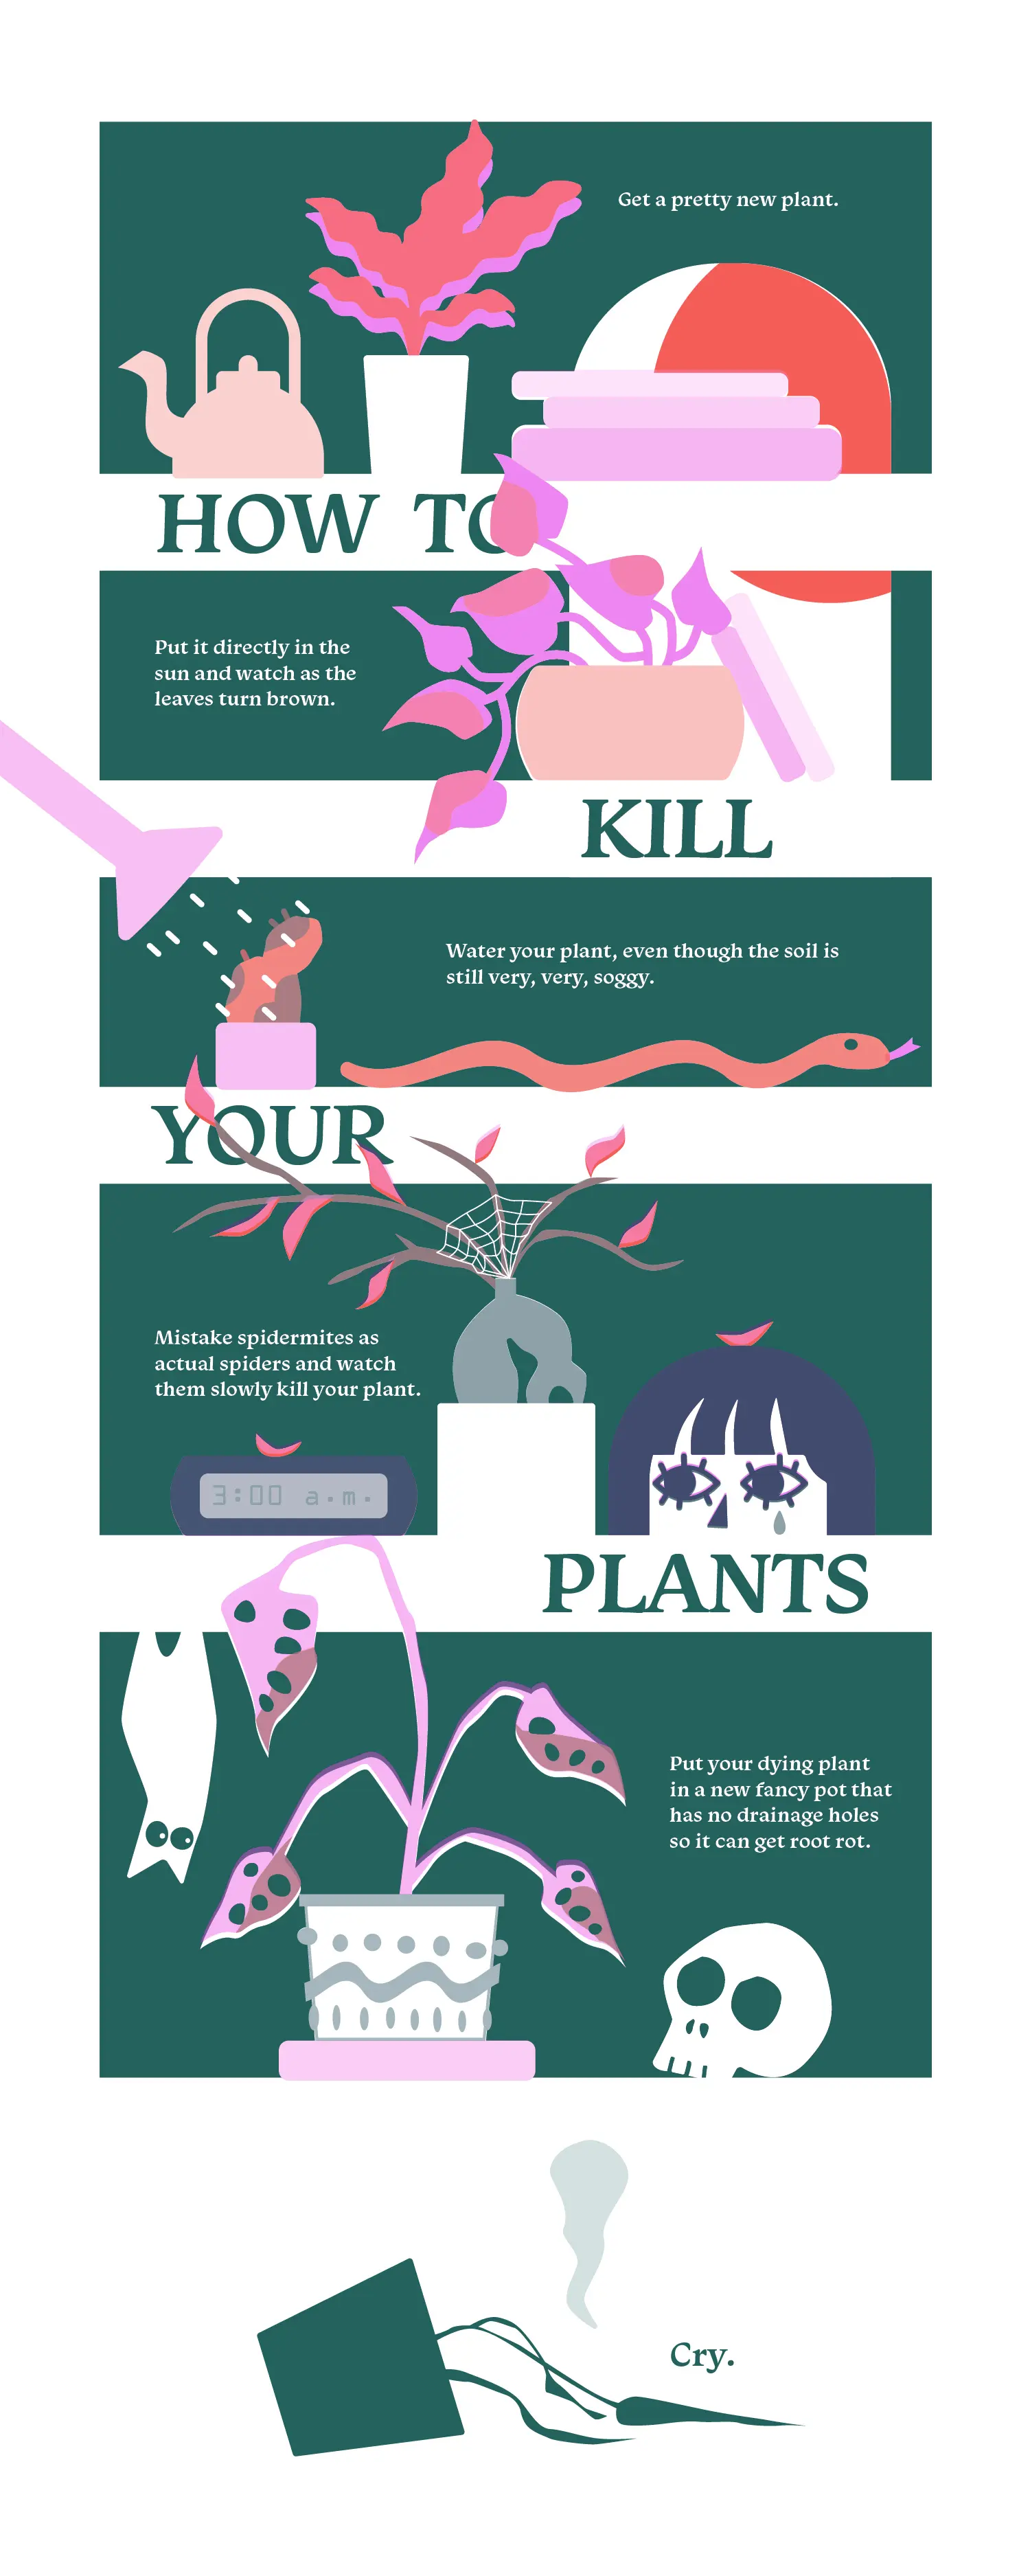 Get a pretty new plant.
HOW TO
Put it directly in the
sun and watch as the
leaves turn brown.
KILL
Water your plant, even though the soil is
still very, very, soggy.
YOUR
Mistake spidermites as
actual spiders and watch
them slowly kill your plant.
3:00 a.m.
PLANTS
Put your dying plant
in a new fancy pot that
has no drainage holes
so it can get root rot.
Cry.